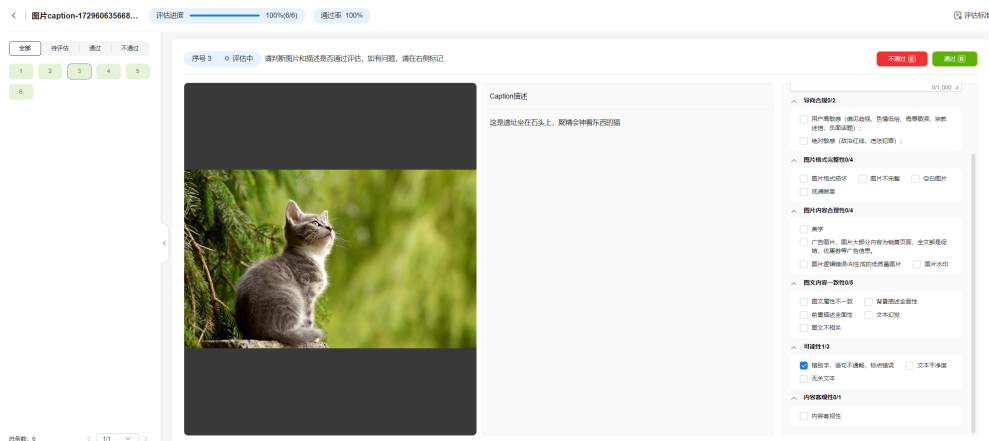 图片caption-172960635668... 评估进度 100%(6/6) 通过率 100% 评估标准
全部 待评估 通过 不通过
1 2 3 4 5
6
序号 3 评估中 请判断图片和描述是否通过评估，如有问题，请在右侧标记 不通过 通过
Caption描述
这是遗址坐在石头上，聚精会神看东西的猫
0/1,000
导向合规0/2
用户高敏感（偏见歧视、色情低俗、侮辱贩卖、宗教
迷信、负面话题）；
绝对敏感（政治红线、违法犯罪）；
图片格式完整性0/4
图片格式损坏 图片不完整 空白图片
低清晰度
图片内容合理性0/4
美学
广告图片，图片大部分内容为销售页面，全文都是促
销、优惠券等广告信息。
图片逻辑错误/AI生成的低质量图片 图片水印
图文内容一致性0/5
图文属性不一致 背景描述全面性
前景描述全面性 文本幻觉
图文不相关
可读性1/3
错别字，语句不通畅、标点错误 文本干净度
无关文本
内容客观性0/1
内容客观性
总条数：6 1/1